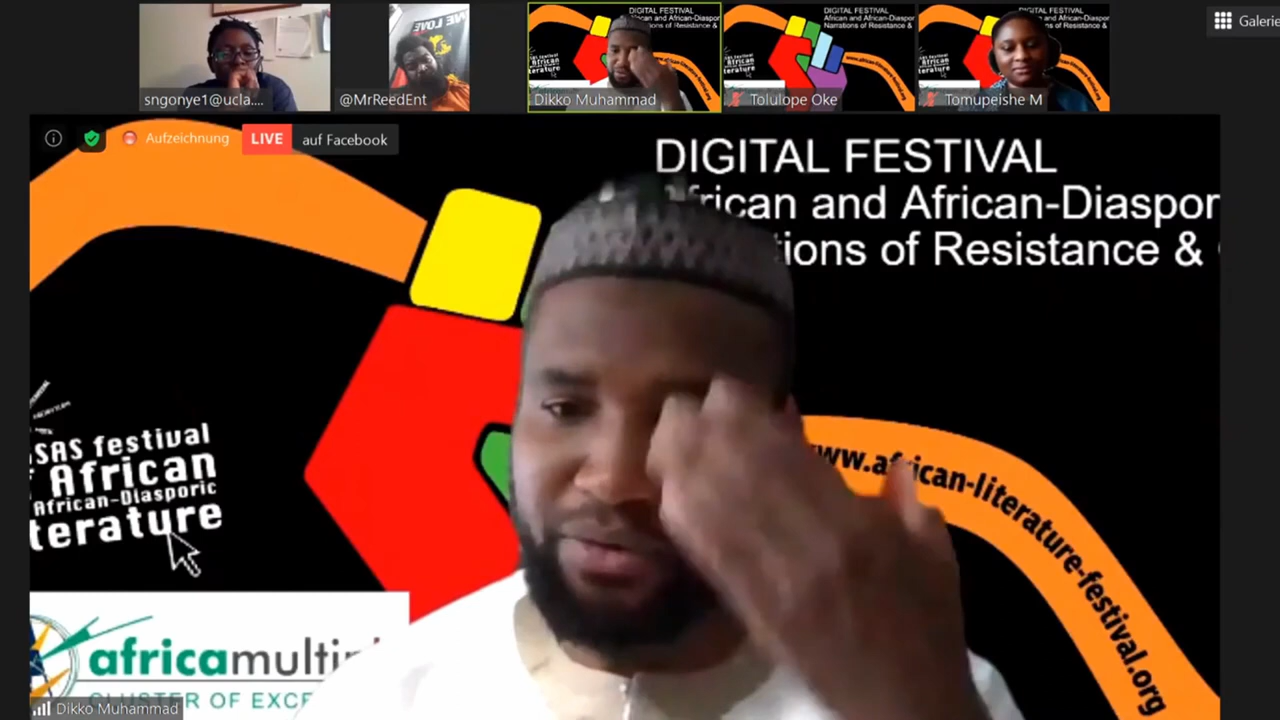 Galerie
sngonye1@ucla....
@MrReedEnt
Dikko Muhammad
Tolulope Oke
Tomupeishe M
Aufzeichnung
LIVE
auf Facebook
DIGITAL FESTIVAL
African and African-Diaspor
tions of Resistance &
SAS festival
African
African-Diasporic
terature
www.african-literature-festival.org
africamulti
CLUSTER OF EXCE
Dikko Muhammad